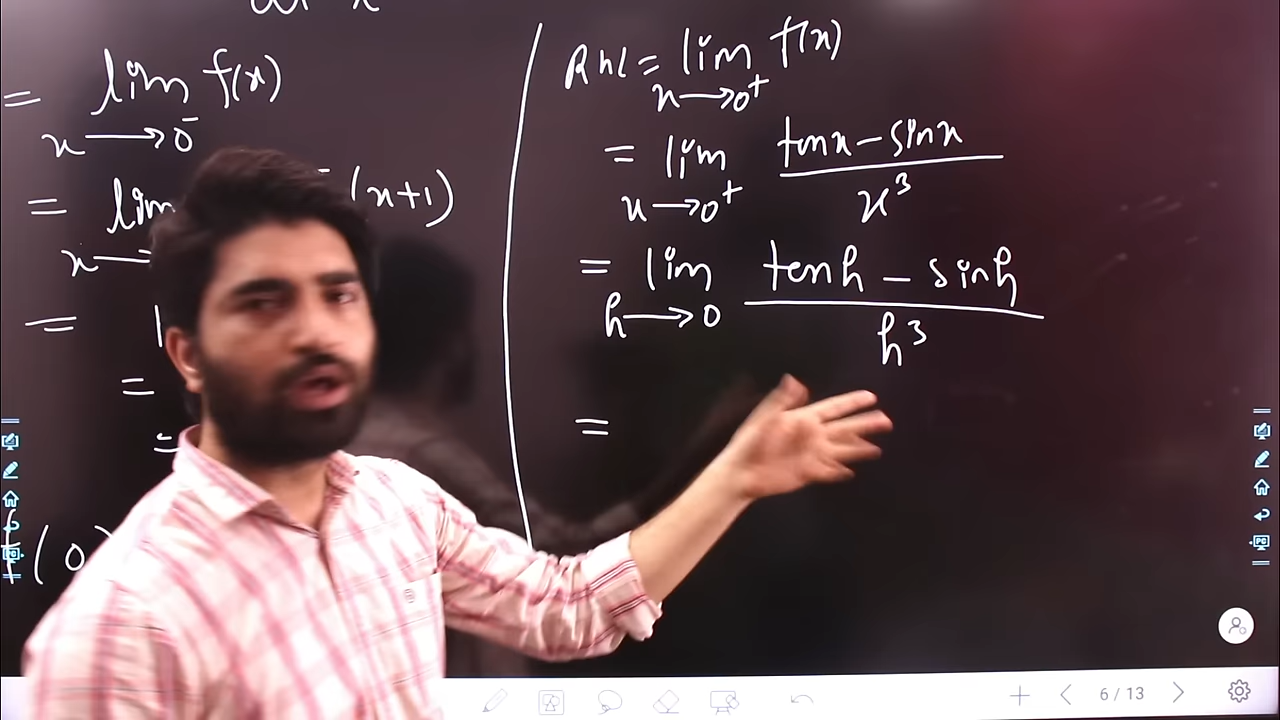 = lim f(x)
x → 0⁻
= lim (x+1)
x →
=
=
=
f(0)
Rhl = lim f(x)
x → 0⁺
= lim tanx − sinx / x³
x → 0⁺
= lim tanh − sinh / h³
h → 0
=
6 / 13